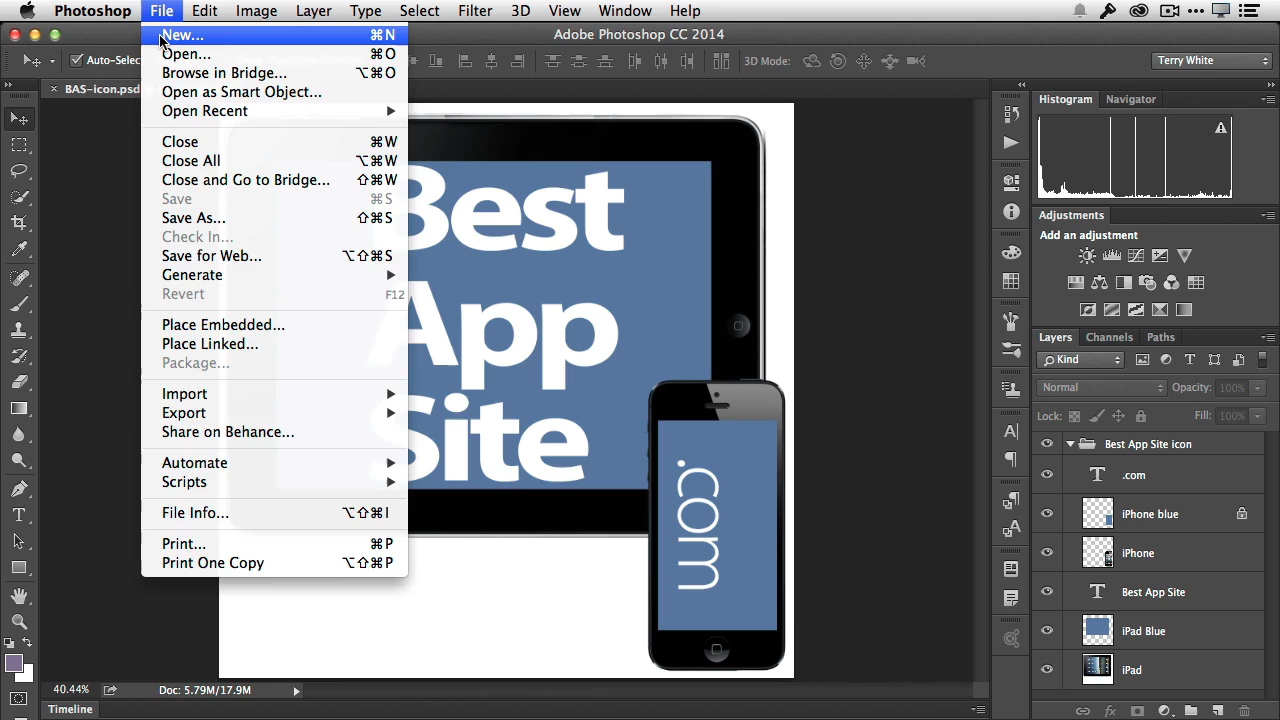 Photoshop File Edit Image Layer Type Select Filter 3D View Window Help
Adobe Photoshop CC 2014
Auto-Selec
3D Mode:
Terry White
× BAS-icon.psd
New... ⌘N
Open... ⌘O
Browse in Bridge... ⌥⌘O
Open as Smart Object...
Open Recent
Close ⌘W
Close All ⌥⌘W
Close and Go to Bridge... ⇧⌘W
Save ⌘S
Save As... ⇧⌘S
Check In...
Save for Web... ⌥⇧⌘S
Generate
Revert F12
Place Embedded...
Place Linked...
Package...
Import
Export
Share on Behance...
Automate
Scripts
File Info... ⌥⇧⌘I
Print... ⌘P
Print One Copy ⌥⇧⌘P
Best
App
Site
.com
Histogram Navigator
Adjustments
Add an adjustment
Layers Channels Paths
Kind
Normal Opacity: 100%
Lock: Fill: 100%
Best App Site icon
.com
iPhone blue
iPhone
Best App Site
iPad Blue
iPad
40.44% Doc: 5.79M/17.9M
Timeline